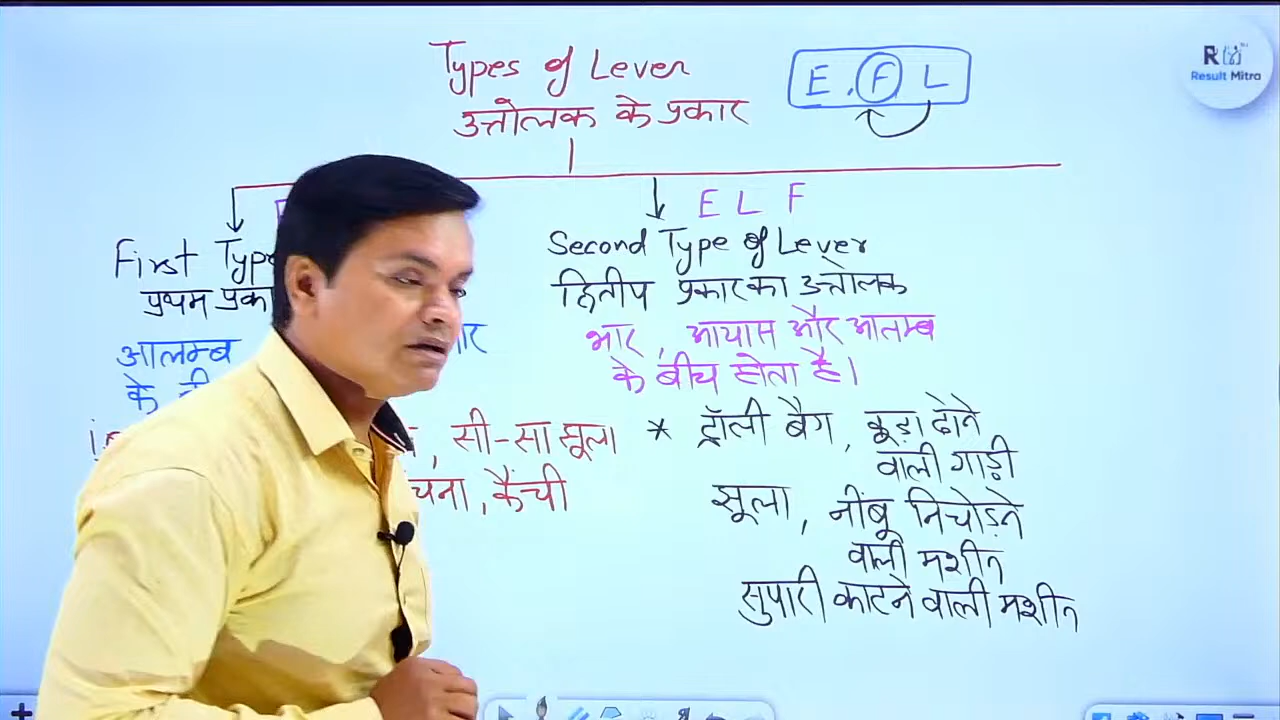 Types of Lever
उत्तोलक के प्रकार
E . F L
R
Result Mitra
E L F
First Type
प्रथम
Second Type of Lever
द्वितीय प्रकार का उत्तोलक
आलम्ब
के
भार, आयास और आलम्ब
के बीच होता है।
सी-सा झूला
कैंची
* ट्रॉली बैग, कूड़ा ढोने
वाली गाड़ी
झूला, नींबू निचोड़ने
वाली मशीन
सुपारी काटने वाली मशीन